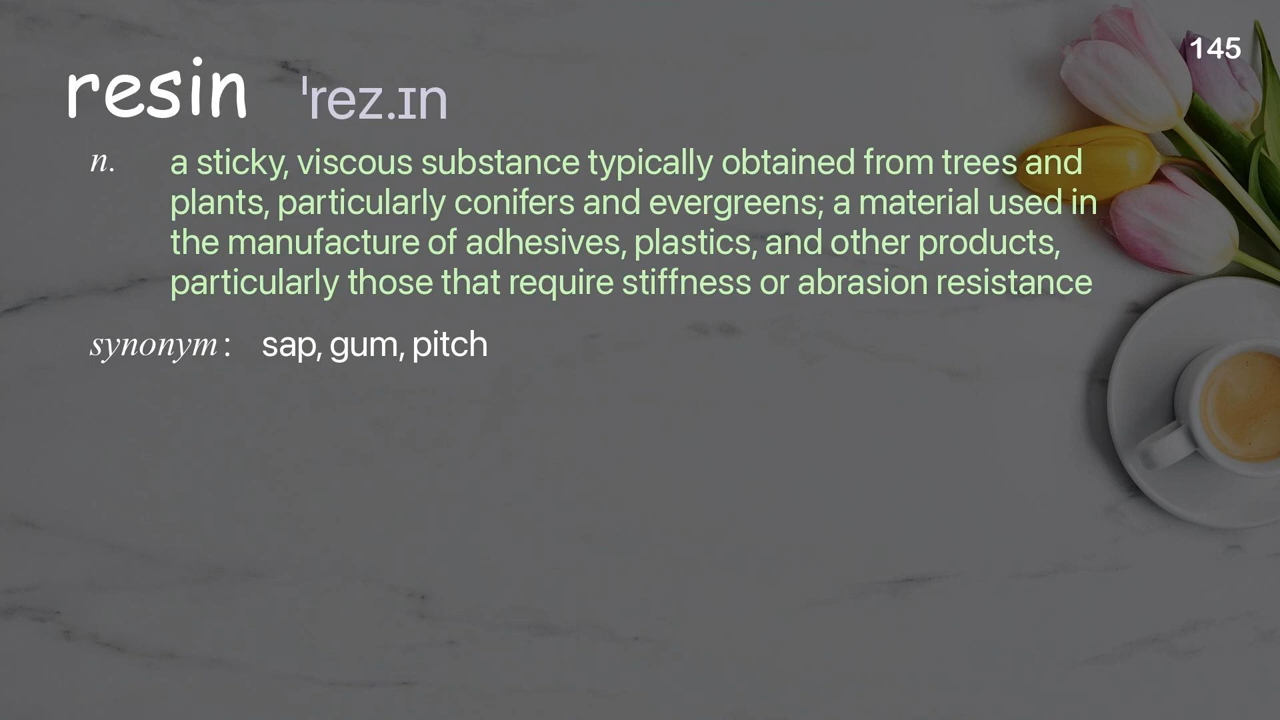 145
resin ˈrez.ɪn
n. a sticky, viscous substance typically obtained from trees and
plants, particularly conifers and evergreens; a material used in
the manufacture of adhesives, plastics, and other products,
particularly those that require stiffness or abrasion resistance
synonym: sap, gum, pitch